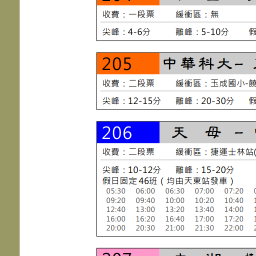 收費：一段票 緩衝區：無
尖峰：4-6分 離峰：5-10分
205 中華科大-
收費：二段票 緩衝區：玉成國小-饒
尖峰：12-15分 離峰：20-30分 假
206 天 母 -
收費：二段票 緩衝區：捷運士林站(
尖峰：10-12分 離峰：15-20分
假日固定46班（均由天東站發車）
05:30 06:00 06:30 07:00 07:20
09:20 09:40 10:00 10:20 10:40
12:40 13:00 13:20 13:40 14:00
16:00 16:20 16:40 17:00 17:20
20:00 20:30 21:00 21:30 22:00